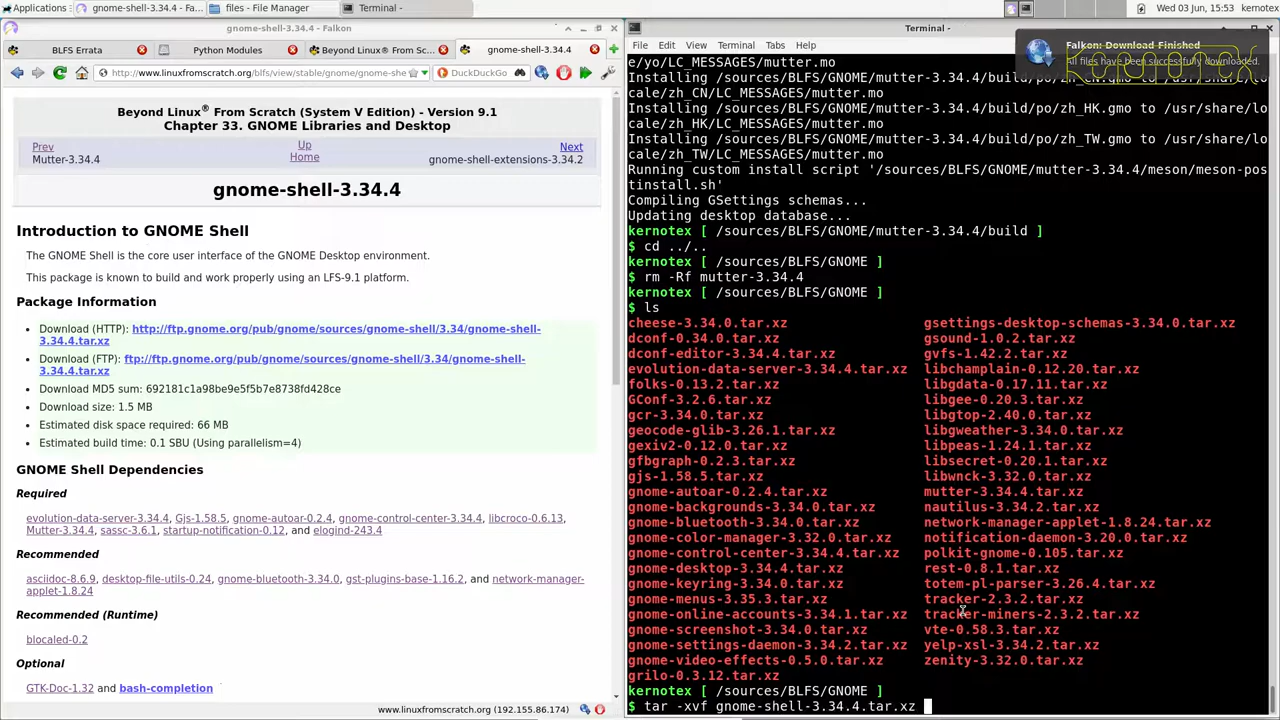 Applications
gnome-shell-3.34.4 - Fa...
files - File Manager
Terminal -
Wed 03 Jun, 15:53
kernotex
gnome-shell-3.34.4 - Falkon
BLFS Errata
Python Modules
Beyond Linux® From Sc...
gnome-shell-3.34.4
http://www.linuxfromscratch.org/blfs/view/stable/gnome/gnome-she
DuckDuckGo
Beyond Linux® From Scratch (System V Edition) - Version 9.1
Chapter 33. GNOME Libraries and Desktop
Prev
Up
Next
Mutter-3.34.4
Home
gnome-shell-extensions-3.34.2
gnome-shell-3.34.4
Introduction to GNOME Shell
The GNOME Shell is the core user interface of the GNOME Desktop environment.
This package is known to build and work properly using an LFS-9.1 platform.
Package Information
Download (HTTP): http://ftp.gnome.org/pub/gnome/sources/gnome-shell/3.34/gnome-shell-
3.34.4.tar.xz
Download (FTP): ftp://ftp.gnome.org/pub/gnome/sources/gnome-shell/3.34/gnome-shell-
3.34.4.tar.xz
Download MD5 sum: 692181c1a98be9e5f5b7e8738fd428ce
Download size: 1.5 MB
Estimated disk space required: 66 MB
Estimated build time: 0.1 SBU (Using parallelism=4)
GNOME Shell Dependencies
Required
evolution-data-server-3.34.4, Gjs-1.58.5, gnome-autoar-0.2.4, gnome-control-center-3.34.4, libcroco-0.6.13,
Mutter-3.34.4, sassc-3.6.1, startup-notification-0.12, and elogind-243.4
Recommended
asciidoc-8.6.9, desktop-file-utils-0.24, gnome-bluetooth-3.34.0, gst-plugins-base-1.16.2, and network-manager-
applet-1.8.24
Recommended (Runtime)
blocaled-0.2
Optional
GTK-Doc-1.32 and bash-completion
www.linuxfromscratch.org (192.155.86.174)
Terminal -
File Edit View Terminal Tabs Help
Falkon: Download Finished
All files have been successfully downloaded.
kernotex
e/yo/LC_MESSAGES/mutter.mo
Installing /sources/BLFS/GNOME/mutter-3.34.4/build/po/zh_CN.gmo to /usr/share/lo
cale/zh_CN/LC_MESSAGES/mutter.mo
Installing /sources/BLFS/GNOME/mutter-3.34.4/build/po/zh_HK.gmo to /usr/share/lo
cale/zh_HK/LC_MESSAGES/mutter.mo
Installing /sources/BLFS/GNOME/mutter-3.34.4/build/po/zh_TW.gmo to /usr/share/lo
cale/zh_TW/LC_MESSAGES/mutter.mo
Running custom install script '/sources/BLFS/GNOME/mutter-3.34.4/meson/meson-pos
tinstall.sh'
Compiling GSettings schemas...
Updating desktop database...
kernotex [ /sources/BLFS/GNOME/mutter-3.34.4/build ]
$ cd ../..
kernotex [ /sources/BLFS/GNOME ]
$ rm -Rf mutter-3.34.4
kernotex [ /sources/BLFS/GNOME ]
$ ls
cheese-3.34.0.tar.xz gsettings-desktop-schemas-3.34.0.tar.xz
dconf-0.34.0.tar.xz gsound-1.0.2.tar.xz
dconf-editor-3.34.4.tar.xz gvfs-1.42.2.tar.xz
evolution-data-server-3.34.4.tar.xz libchamplain-0.12.20.tar.xz
folks-0.13.2.tar.xz libgdata-0.17.11.tar.xz
GConf-3.2.6.tar.xz libgee-0.20.3.tar.xz
gcr-3.34.0.tar.xz libgtop-2.40.0.tar.xz
geocode-glib-3.26.1.tar.xz libgweather-3.34.0.tar.xz
gexiv2-0.12.0.tar.xz libpeas-1.24.1.tar.xz
gfbgraph-0.2.3.tar.xz libsecret-0.20.1.tar.xz
gjs-1.58.5.tar.xz libwnck-3.32.0.tar.xz
gnome-autoar-0.2.4.tar.xz mutter-3.34.4.tar.xz
gnome-backgrounds-3.34.0.tar.xz nautilus-3.34.2.tar.xz
gnome-bluetooth-3.34.0.tar.xz network-manager-applet-1.8.24.tar.xz
gnome-color-manager-3.32.0.tar.xz notification-daemon-3.20.0.tar.xz
gnome-control-center-3.34.4.tar.xz polkit-gnome-0.105.tar.xz
gnome-desktop-3.34.4.tar.xz rest-0.8.1.tar.xz
gnome-keyring-3.34.0.tar.xz totem-pl-parser-3.26.4.tar.xz
gnome-menus-3.35.3.tar.xz tracker-2.3.2.tar.xz
gnome-online-accounts-3.34.1.tar.xz tracker-miners-2.3.2.tar.xz
gnome-screenshot-3.34.0.tar.xz vte-0.58.3.tar.xz
gnome-settings-daemon-3.34.2.tar.xz yelp-xsl-3.34.2.tar.xz
gnome-video-effects-0.5.0.tar.xz zenity-3.32.0.tar.xz
grilo-0.3.12.tar.xz
kernotex [ /sources/BLFS/GNOME ]
$ tar -xvf gnome-shell-3.34.4.tar.xz